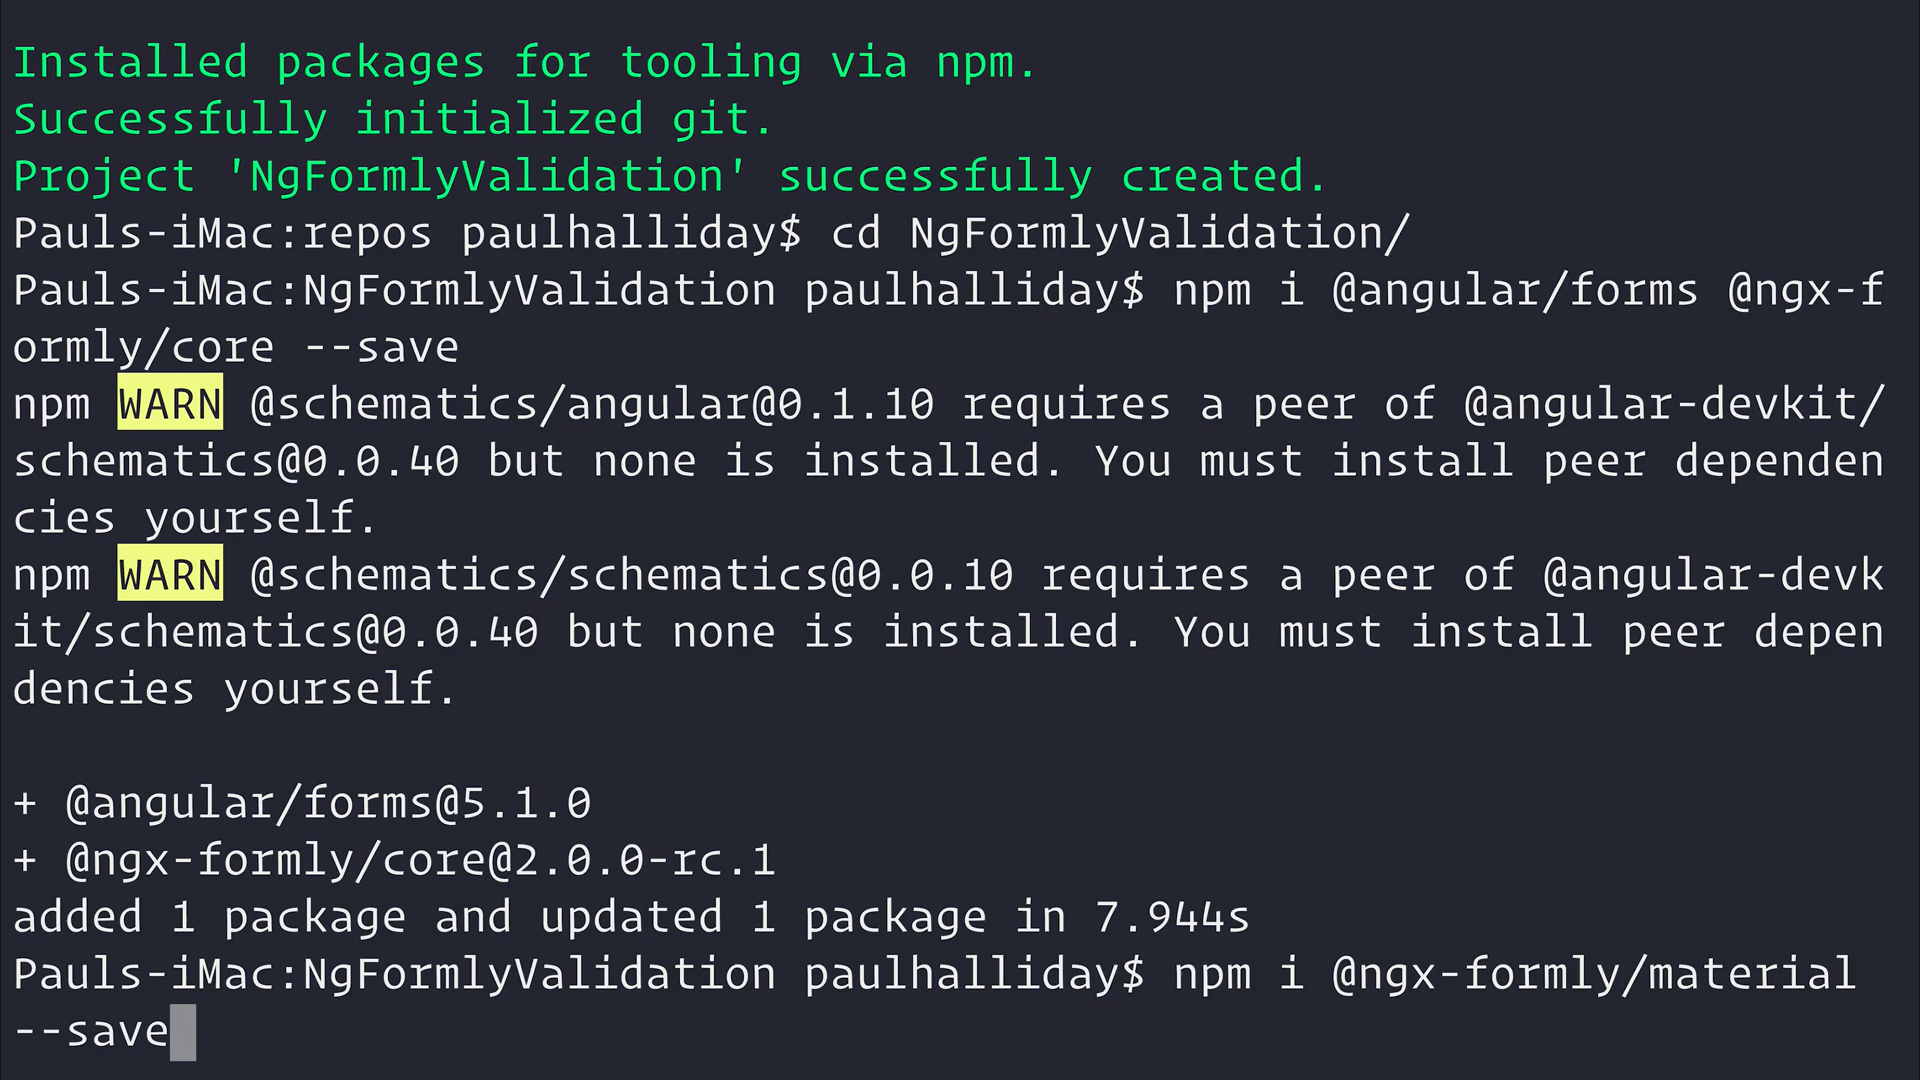 Installed packages for tooling via npm.
Successfully initialized git.
Project 'NgFormlyValidation' successfully created.
Pauls-iMac:repos paulhalliday$ cd NgFormlyValidation/
Pauls-iMac:NgFormlyValidation paulhalliday$ npm i @angular/forms @ngx-f
ormly/core --save
npm WARN @schematics/angular@0.1.10 requires a peer of @angular-devkit/
schematics@0.0.40 but none is installed. You must install peer dependen
cies yourself.
npm WARN @schematics/schematics@0.0.10 requires a peer of @angular-devk
it/schematics@0.0.40 but none is installed. You must install peer depen
dencies yourself.
+ @angular/forms@5.1.0
+ @ngx-formly/core@2.0.0-rc.1
added 1 package and updated 1 package in 7.944s
Pauls-iMac:NgFormlyValidation paulhalliday$ npm i @ngx-formly/material
--save